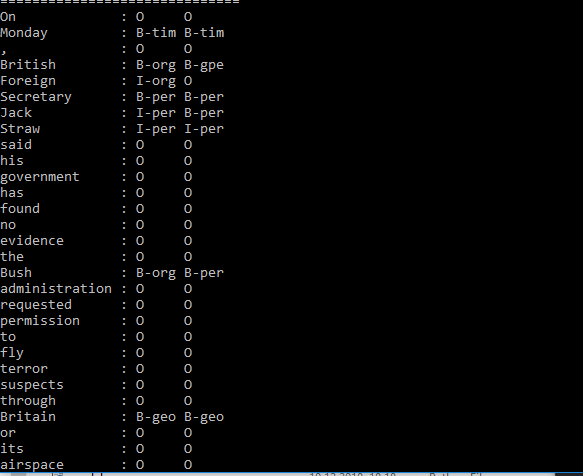 ==============================
On : O O
Monday : B-tim B-tim
, : O O
British : B-org B-gpe
Foreign : I-org O
Secretary : B-per B-per
Jack : I-per B-per
Straw : I-per I-per
said : O O
his : O O
government : O O
has : O O
found : O O
no : O O
evidence : O O
the : O O
Bush : B-org B-per
administration : O O
requested : O O
permission : O O
to : O O
fly : O O
terror : O O
suspects : O O
through : O O
Britain : B-geo B-geo
or : O O
its : O O
airspace : O O